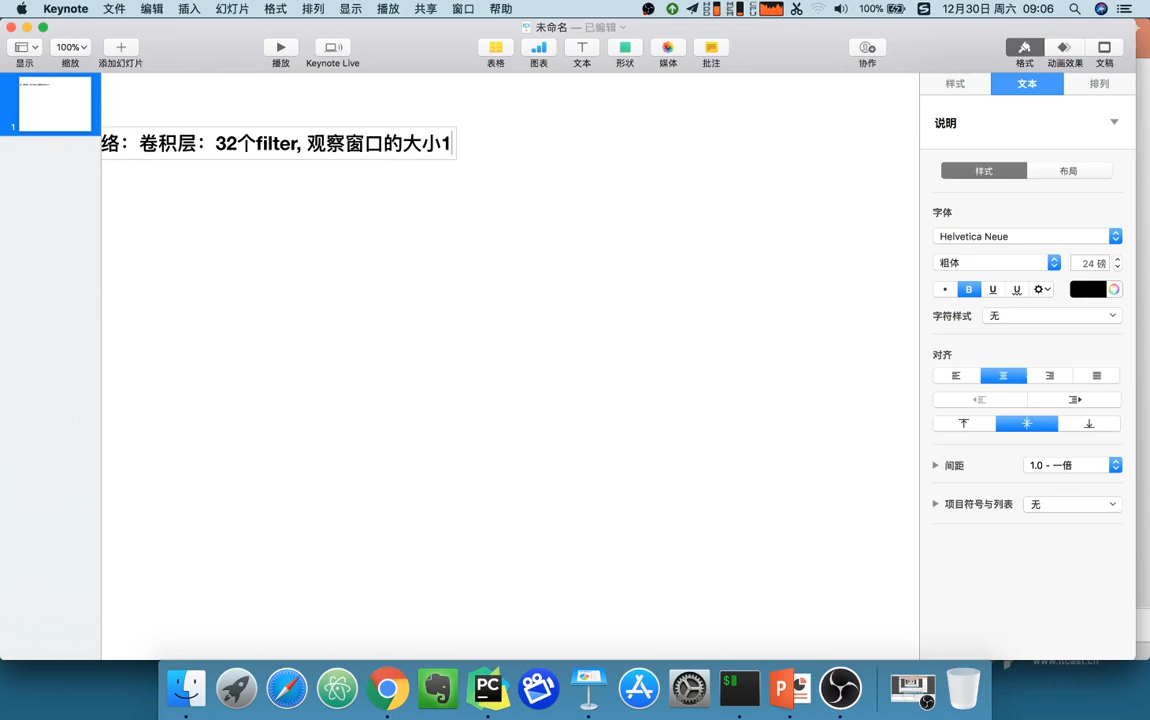 Keynote 文件 编辑 插入 幻灯片 格式 排列 显示 播放 共享 窗口 帮助 100% 12月30日 周六 09:06
未命名 — 已编辑
100%
显示 缩放 添加幻灯片 播放 Keynote Live 表格 图表 文本 形状 媒体 批注 协作 格式 动画效果 文稿
样式 文本 排列
1
络：卷积层：32个filter, 观察窗口的大小1
说明
样式 布局
字体
Helvetica Neue
粗体 24 磅
B U U
字符样式 无
对齐
间距 1.0 - 一倍
项目符号与列表 无
www.itcast.cn
PC $ P